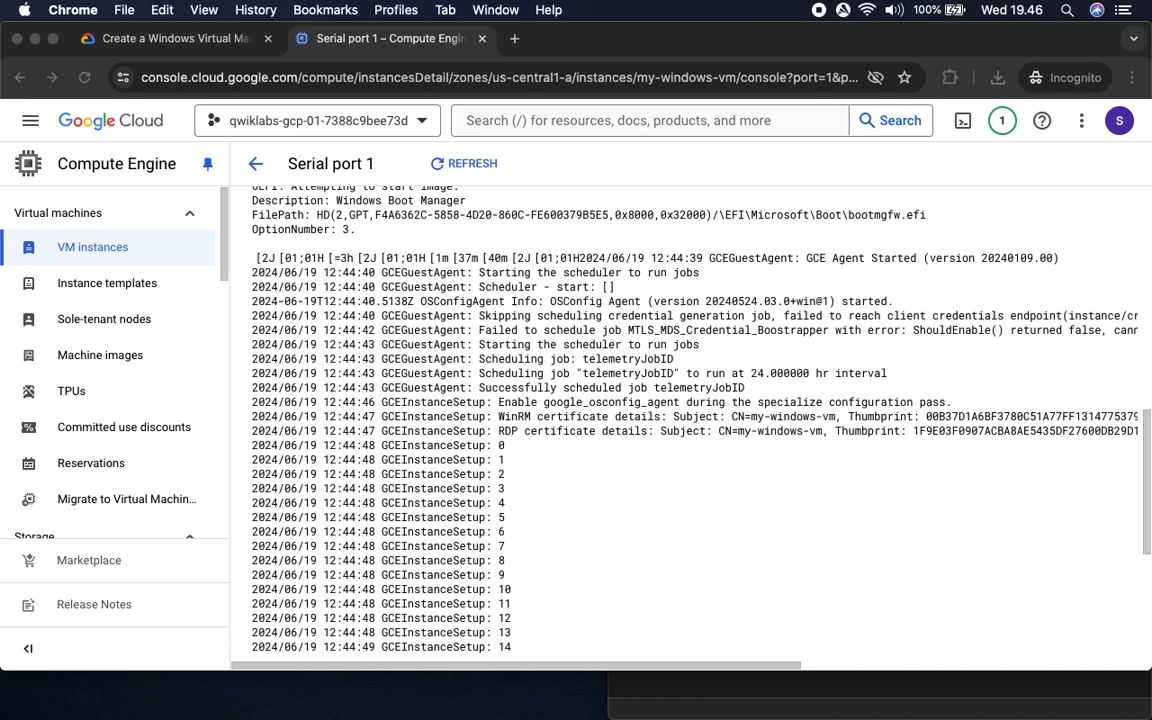 Chrome File Edit View History Bookmarks Profiles Tab Window Help 100% Wed 19.46
Create a Windows Virtual Ma
Serial port 1 – Compute Engin
console.cloud.google.com/compute/instancesDetail/zones/us-central1-a/instances/my-windows-vm/console?port=1&p...
Incognito
Google Cloud
qwiklabs-gcp-01-7388c9bee73d
Search (/) for resources, docs, products, and more
Search
1
S
Compute Engine
Serial port 1
REFRESH
Virtual machines
VM instances
Instance templates
Sole-tenant nodes
Machine images
TPUs
Committed use discounts
Reservations
Migrate to Virtual Machin...
Storage
Marketplace
Release Notes
UEFI: Attempting to start image.
Description: Windows Boot Manager
FilePath: HD(2,GPT,F4A6362C-5858-4D20-860C-FE600379B5E5,0x8000,0x32000)/\EFI\Microsoft\Boot\bootmgfw.efi
OptionNumber: 3.
[2J [01;01H [=3h [2J [01;01H [1m [37m [40m [2J [01;01H2024/06/19 12:44:39 GCEGuestAgent: GCE Agent Started (version 20240109.00)
2024/06/19 12:44:40 GCEGuestAgent: Starting the scheduler to run jobs
2024/06/19 12:44:40 GCEGuestAgent: Scheduler - start: []
2024-06-19T12:44:40.5138Z OSConfigAgent Info: OSConfig Agent (version 20240524.03.0+win@1) started.
2024/06/19 12:44:40 GCEGuestAgent: Skipping scheduling credential generation job, failed to reach client credentials endpoint(instance/cr
2024/06/19 12:44:42 GCEGuestAgent: Failed to schedule job MTLS_MDS_Credential_Boostrapper with error: ShouldEnable() returned false, can
2024/06/19 12:44:43 GCEGuestAgent: Starting the scheduler to run jobs
2024/06/19 12:44:43 GCEGuestAgent: Scheduling job: telemetryJobID
2024/06/19 12:44:43 GCEGuestAgent: Scheduling job "telemetryJobID" to run at 24.000000 hr interval
2024/06/19 12:44:43 GCEGuestAgent: Successfully scheduled job telemetryJobID
2024/06/19 12:44:46 GCEInstanceSetup: Enable google_osconfig_agent during the specialize configuration pass.
2024/06/19 12:44:47 GCEInstanceSetup: WinRM certificate details: Subject: CN=my-windows-vm, Thumbprint: 00B37D1A6BF3780C51A77FF1314775379
2024/06/19 12:44:47 GCEInstanceSetup: RDP certificate details: Subject: CN=my-windows-vm, Thumbprint: 1F9E03F0907ACBA8AE5435DF27600DB29D1
2024/06/19 12:44:48 GCEInstanceSetup: 0
2024/06/19 12:44:48 GCEInstanceSetup: 1
2024/06/19 12:44:48 GCEInstanceSetup: 2
2024/06/19 12:44:48 GCEInstanceSetup: 3
2024/06/19 12:44:48 GCEInstanceSetup: 4
2024/06/19 12:44:48 GCEInstanceSetup: 5
2024/06/19 12:44:48 GCEInstanceSetup: 6
2024/06/19 12:44:48 GCEInstanceSetup: 7
2024/06/19 12:44:48 GCEInstanceSetup: 8
2024/06/19 12:44:48 GCEInstanceSetup: 9
2024/06/19 12:44:48 GCEInstanceSetup: 10
2024/06/19 12:44:48 GCEInstanceSetup: 11
2024/06/19 12:44:48 GCEInstanceSetup: 12
2024/06/19 12:44:48 GCEInstanceSetup: 13
2024/06/19 12:44:49 GCEInstanceSetup: 14